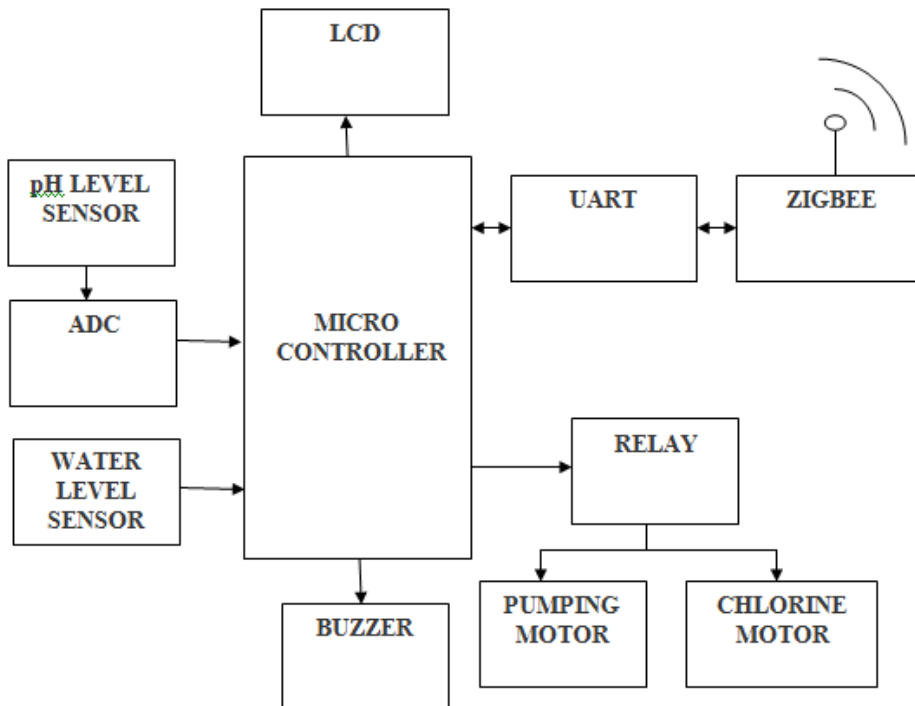 LCD
pH LEVEL
SENSOR
UART
ZIGBEE
ADC
MICRO
CONTROLLER
WATER
LEVEL
SENSOR
RELAY
BUZZER
PUMPING
MOTOR
CHLORINE
MOTOR